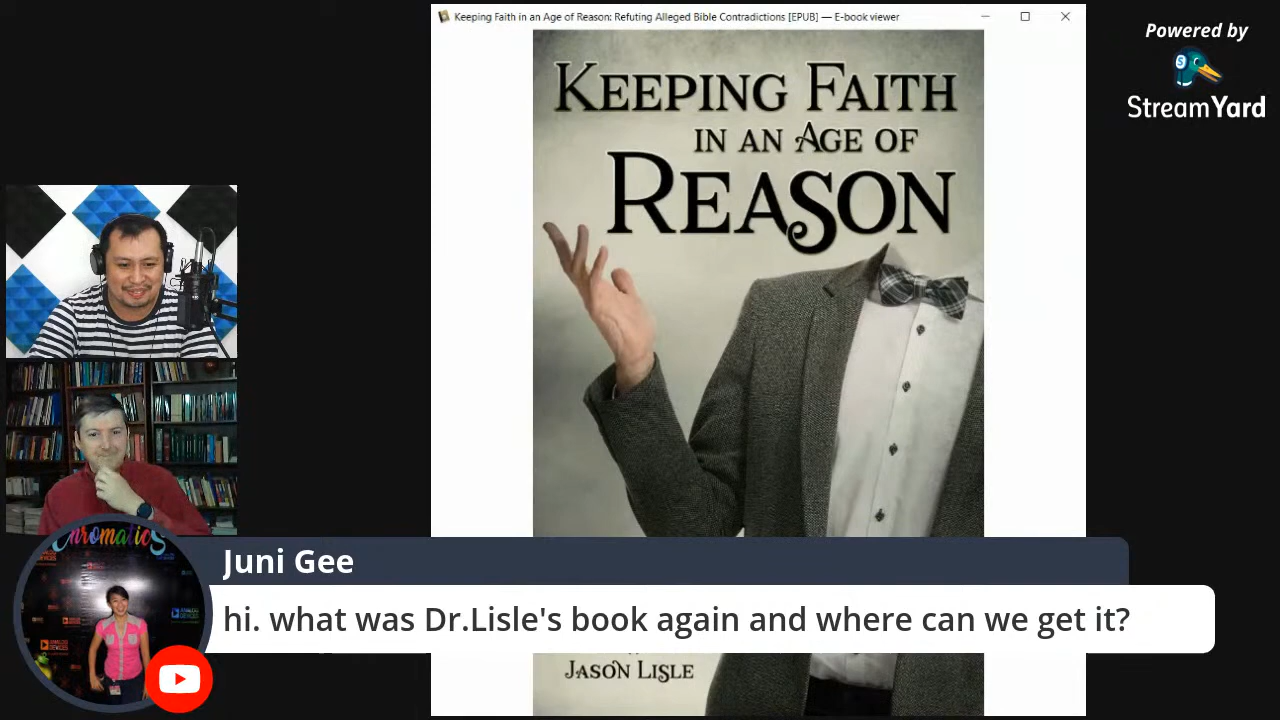 Keeping Faith in an Age of Reason: Refuting Alleged Bible Contradictions [EPUB] — E-book viewer
Powered by
StreamYard
KEEPING FAITH
IN AN AGE OF
REASON
CHROMATICS
Juni Gee
hi. what was Dr.Lisle's book again and where can we get it?
JASON LISLE